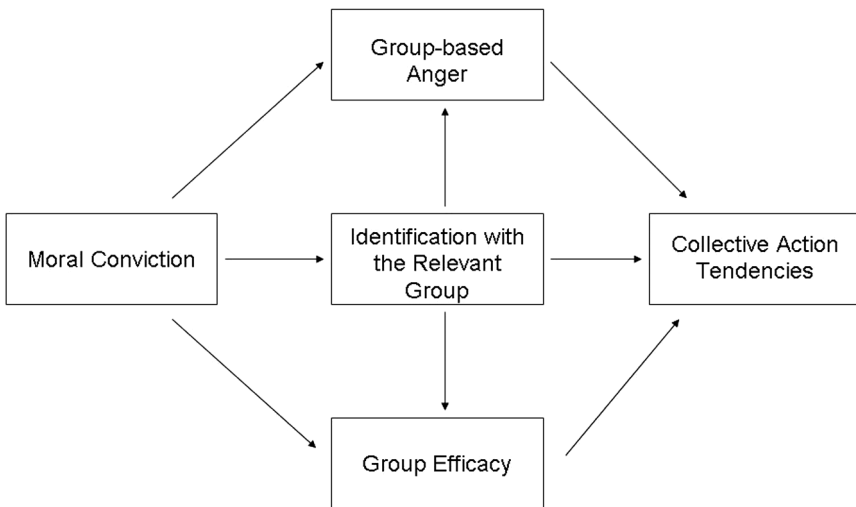 Group-based
Anger
Moral Conviction
Identification with
the Relevant
Group
Collective Action
Tendencies
Group Efficacy